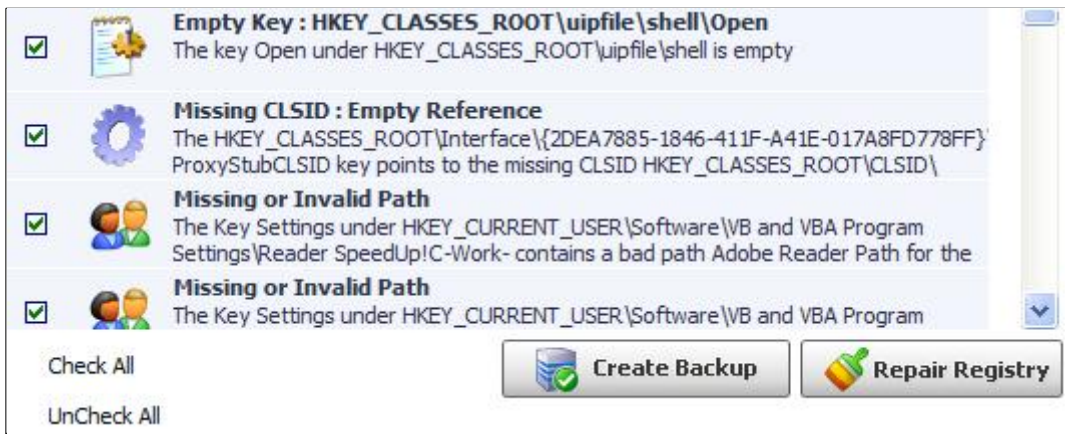 Empty Key : HKEY_CLASSES_ROOT\uipfile\shell\Open
The key Open under HKEY_CLASSES_ROOT\uipfile\shell is empty
Missing CLSID : Empty Reference
The HKEY_CLASSES_ROOT\Interface\{2DEA7885-1846-411F-A41E-017A8FD778FF}\
ProxyStubCLSID key points to the missing CLSID HKEY_CLASSES_ROOT\CLSID\
Missing or Invalid Path
The Key Settings under HKEY_CURRENT_USER\Software\VB and VBA Program
Settings\Reader SpeedUp!C-Work- contains a bad path Adobe Reader Path for the
Missing or Invalid Path
The Key Settings under HKEY_CURRENT_USER\Software\VB and VBA Program
Check All
Create Backup
Repair Registry
UnCheck All